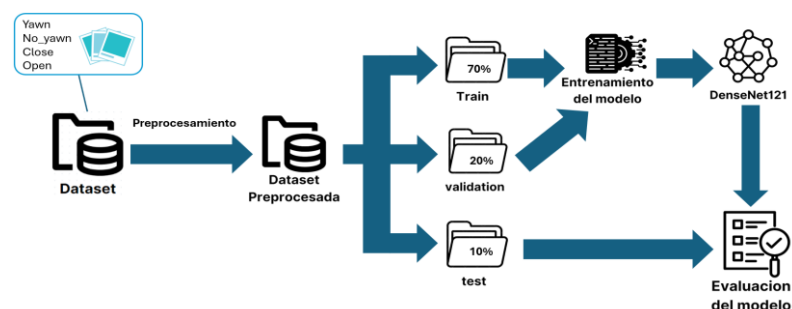 Yawn
No_yawn
Close
Open
Dataset
Preprocesamiento
Dataset
Preprocesada
70%
Train
20%
validation
10%
test
Entrenamiento
del modelo
DenseNet121
Evaluacion
del modelo